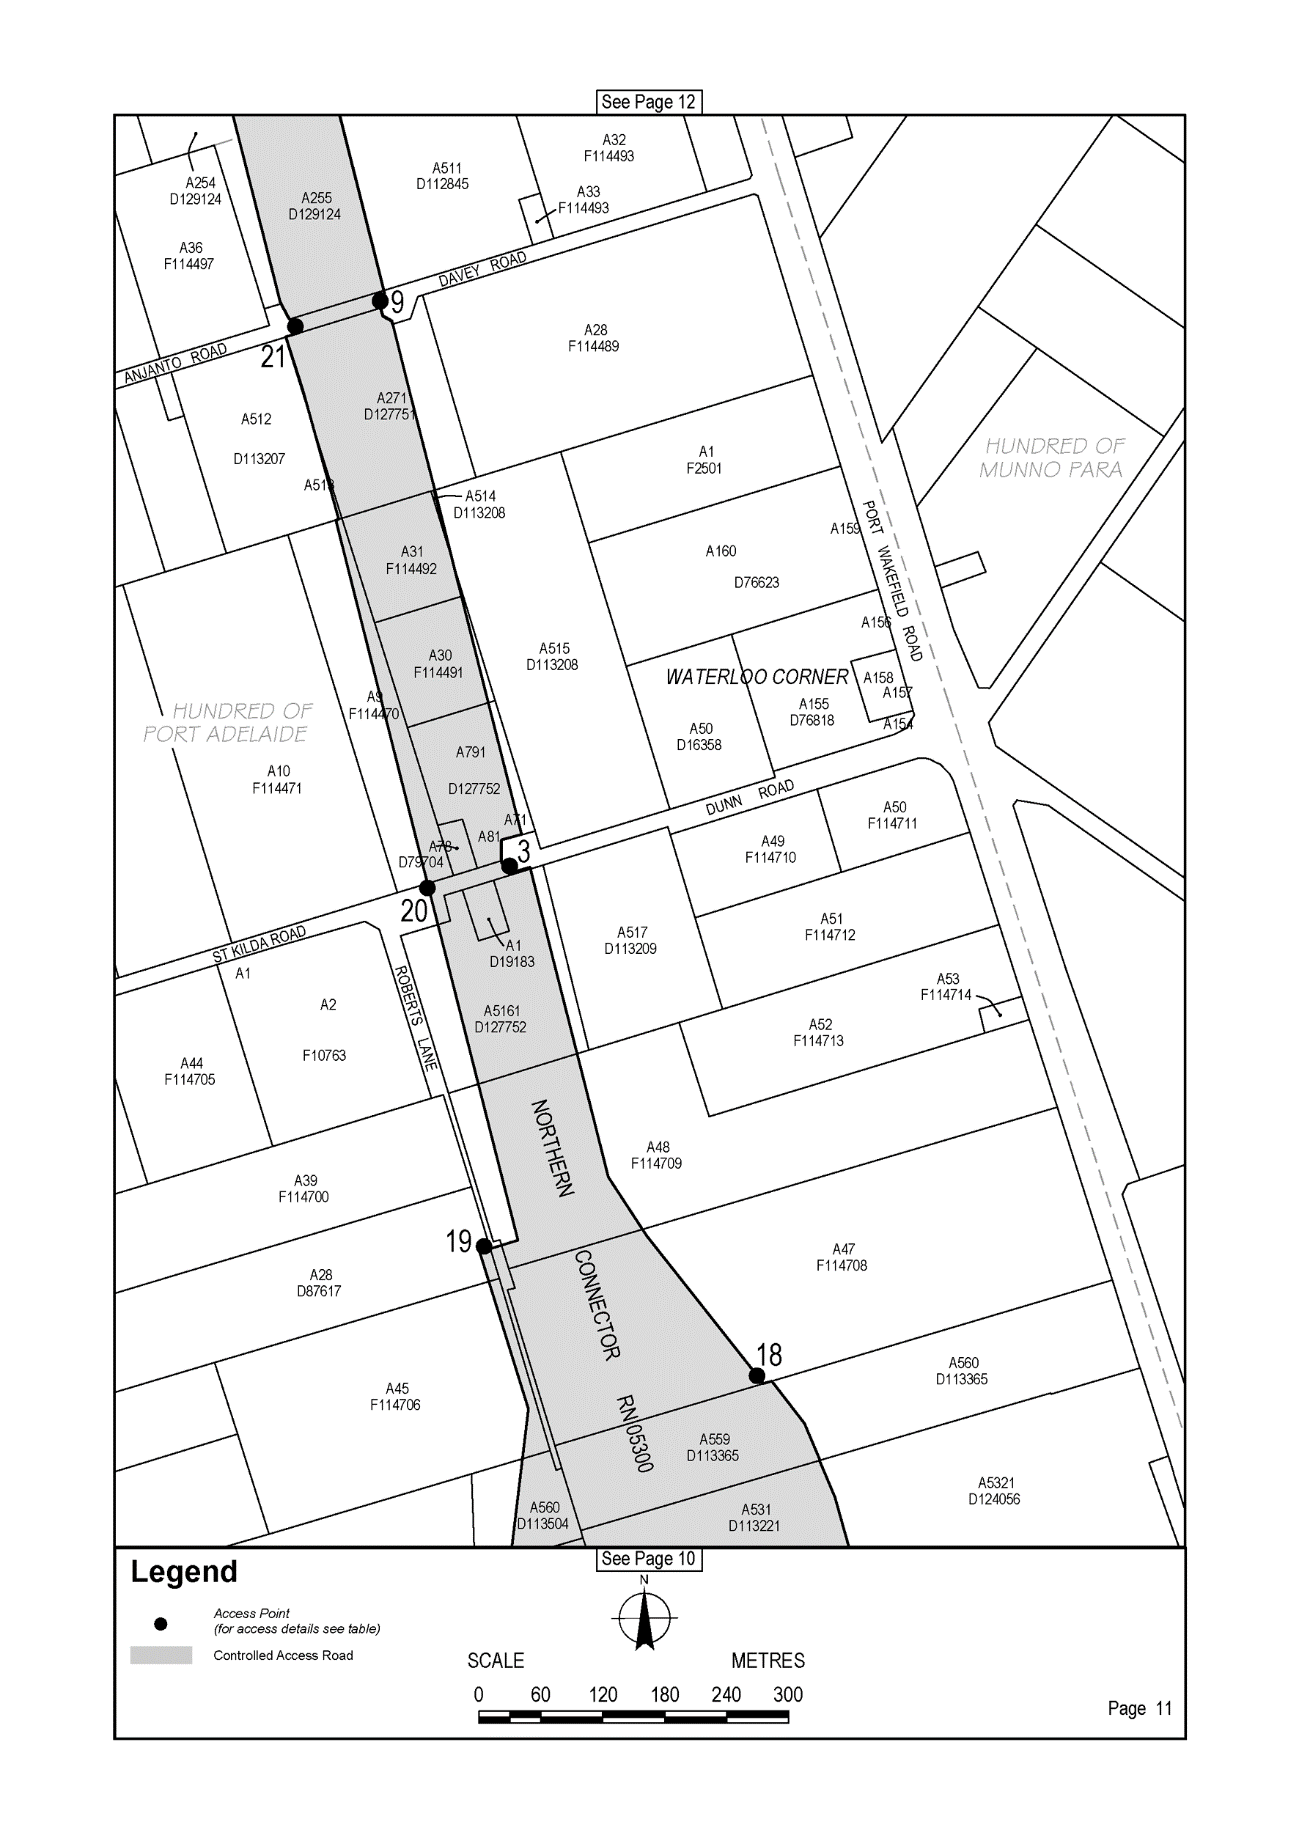 See Page 12
A32
F114493
A511
D112845
A254
D129124
A33
F114493
A255
D129124
A36
F114497
DAVEY ROAD
9
A28
F114489
21
ANJANTO ROAD
A271
D127751
A512
D113207
HUNDRED OF
MUNNO PARA
A1
F2501
A513
A514
D113208
PORT WAKEFIELD ROAD
A159
A31
F114492
A160
D76623
A156
A30
F114491
A515
D113208
WATERLOO CORNER
A158
A157
A9
F114470
A155
D76818
A154
HUNDRED OF
PORT ADELAIDE
A50
D16358
A791
D127752
A10
F114471
DUNN ROAD
A50
F114711
A71
A81
A78
D79704
3
A49
F114710
20
ST KILDA ROAD
A1
D19183
A517
D113209
A51
F114712
A1
A2
F10763
ROBERTS LANE
A53
F114714
A5161
D127752
A52
F114713
A44
F114705
NORTHERN
A48
F114709
A39
F114700
19
A47
F114708
A28
D87617
CONNECTOR
18
A560
D113365
A45
F114706
RN 05300
A559
D113365
A5321
D124056
A560
D113504
A531
D113221
See Page 10
Legend
N
Access Point
(for access details see table)
Controlled Access Road
SCALE METRES
0 60 120 180 240 300
Page 11